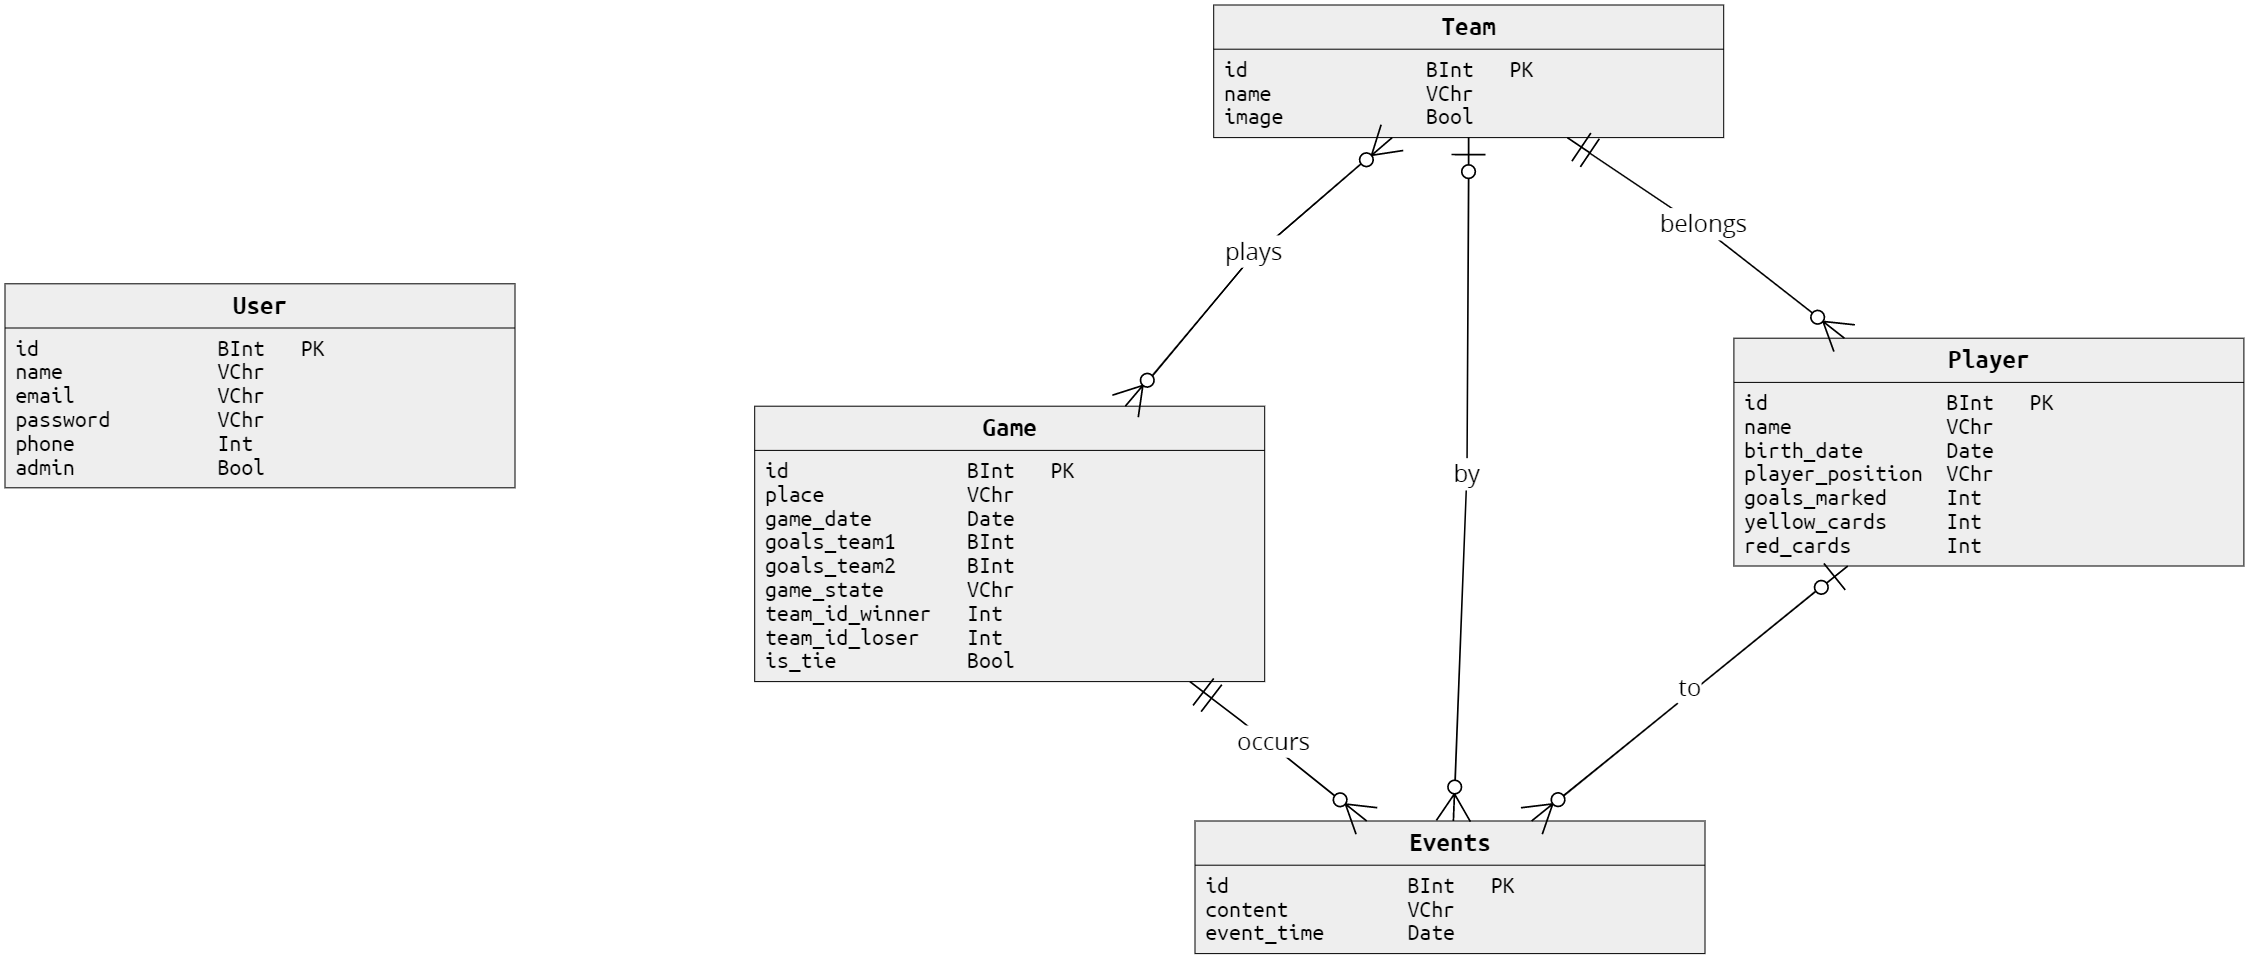 Team
id BInt PK
name VChr
image Bool
plays
by
belongs
User
id BInt PK
name VChr
email VChr
password VChr
phone Int
admin Bool
Game
id BInt PK
place VChr
game_date Date
goals_team1 BInt
goals_team2 BInt
game_state VChr
team_id_winner Int
team_id_loser Int
is_tie Bool
Player
id BInt PK
name VChr
birth_date Date
player_position VChr
goals_marked Int
yellow_cards Int
red_cards Int
occurs
to
Events
id BInt PK
content VChr
event_time Date